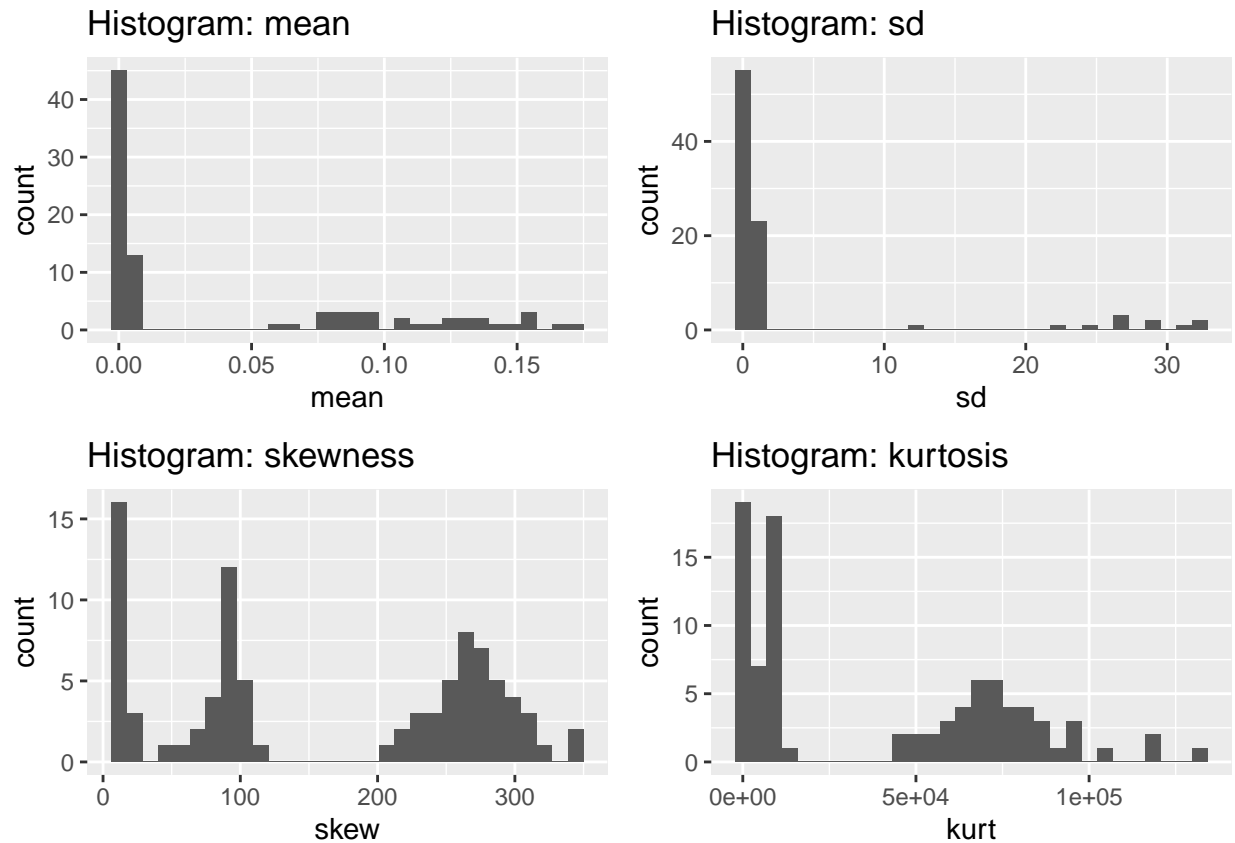 Histogram: mean
count
40
30
20
10
0
0.00 0.05 0.10 0.15
mean
Histogram: sd
count
40
20
0
0 10 20 30
sd
Histogram: skewness
count
15
10
5
0
0 100 200 300
skew
Histogram: kurtosis
count
15
10
5
0
0e+00 5e+04 1e+05
kurt